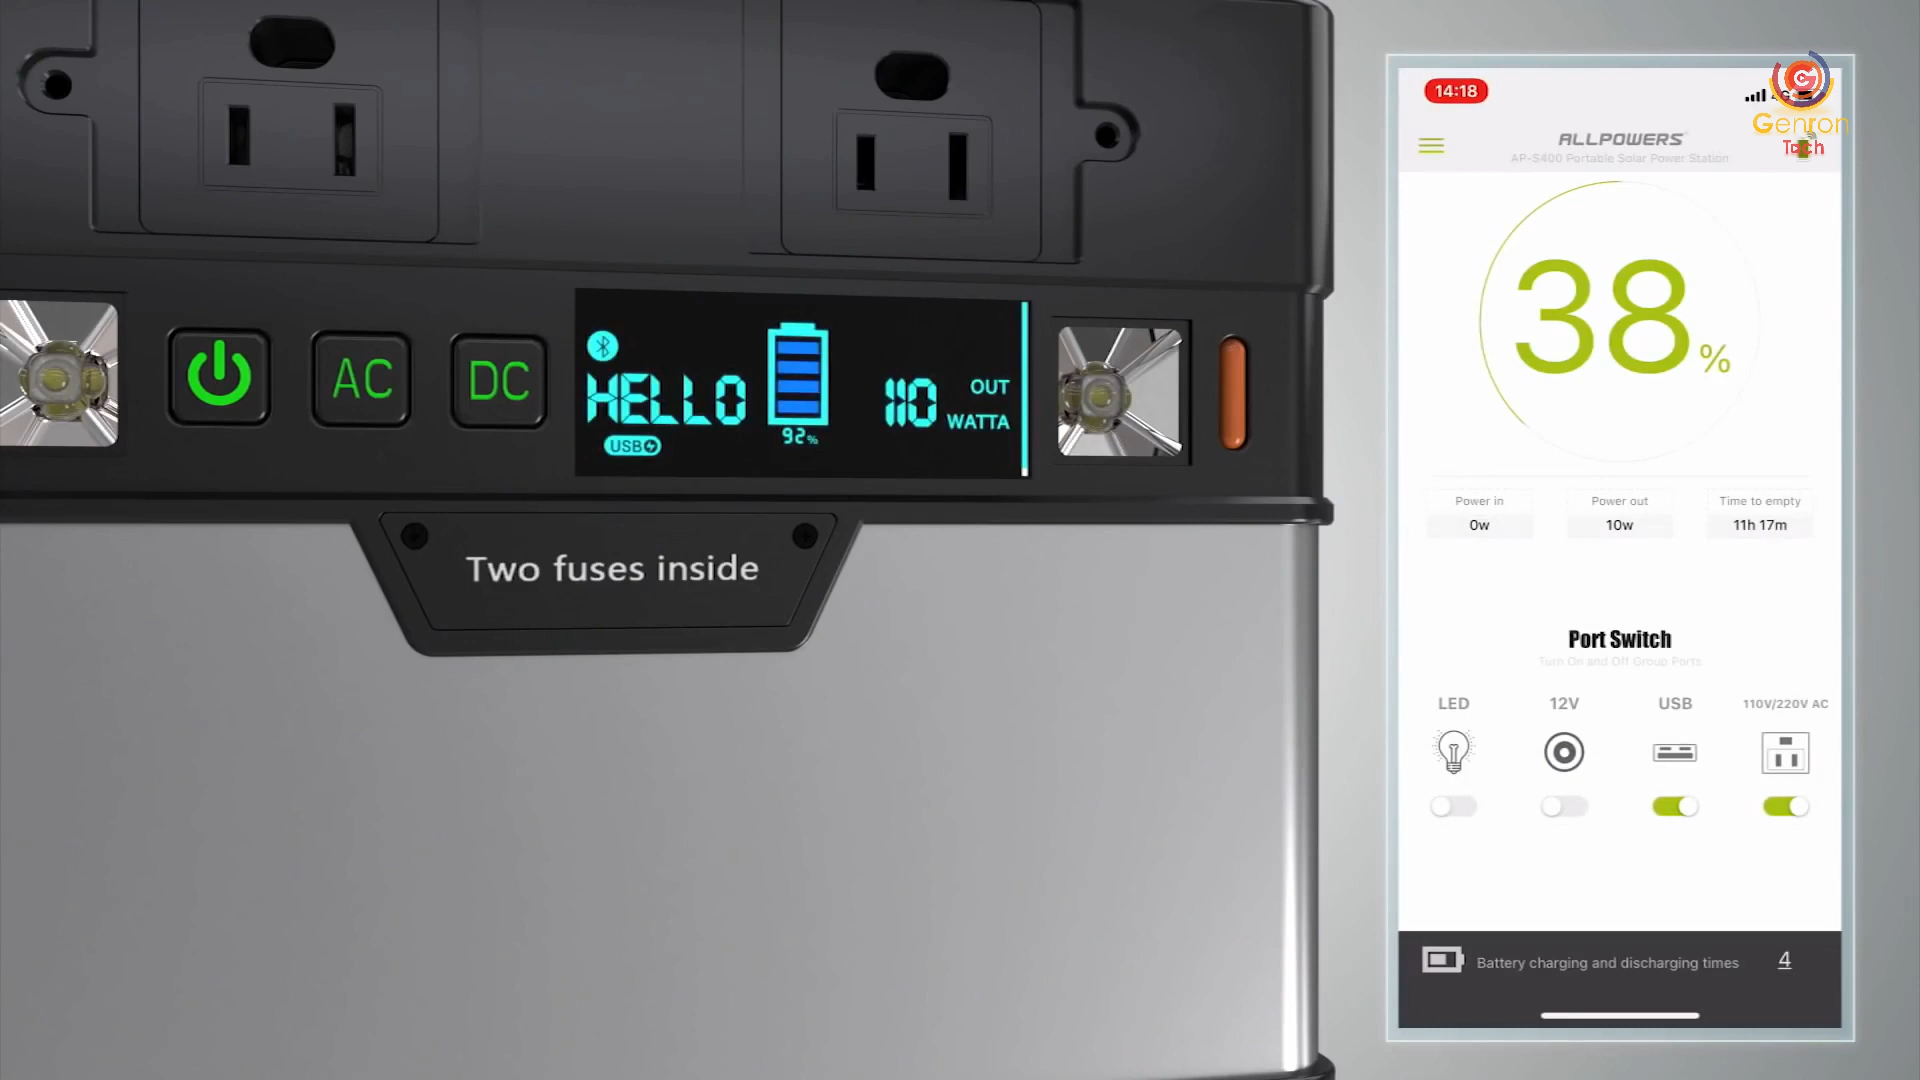 AC
DC
HELLO
USB
92%
110
OUT
WATTA
Two fuses inside
14:18
4G
Genron
Tech
ALLPOWERS
AP-S400 Portable Solar Power Station
38%
Power in
0w
Power out
10w
Time to empty
11h 17m
Port Switch
Turn On and Off Group Ports
LED
12V
USB
110V/220V AC
Battery charging and discharging times
4